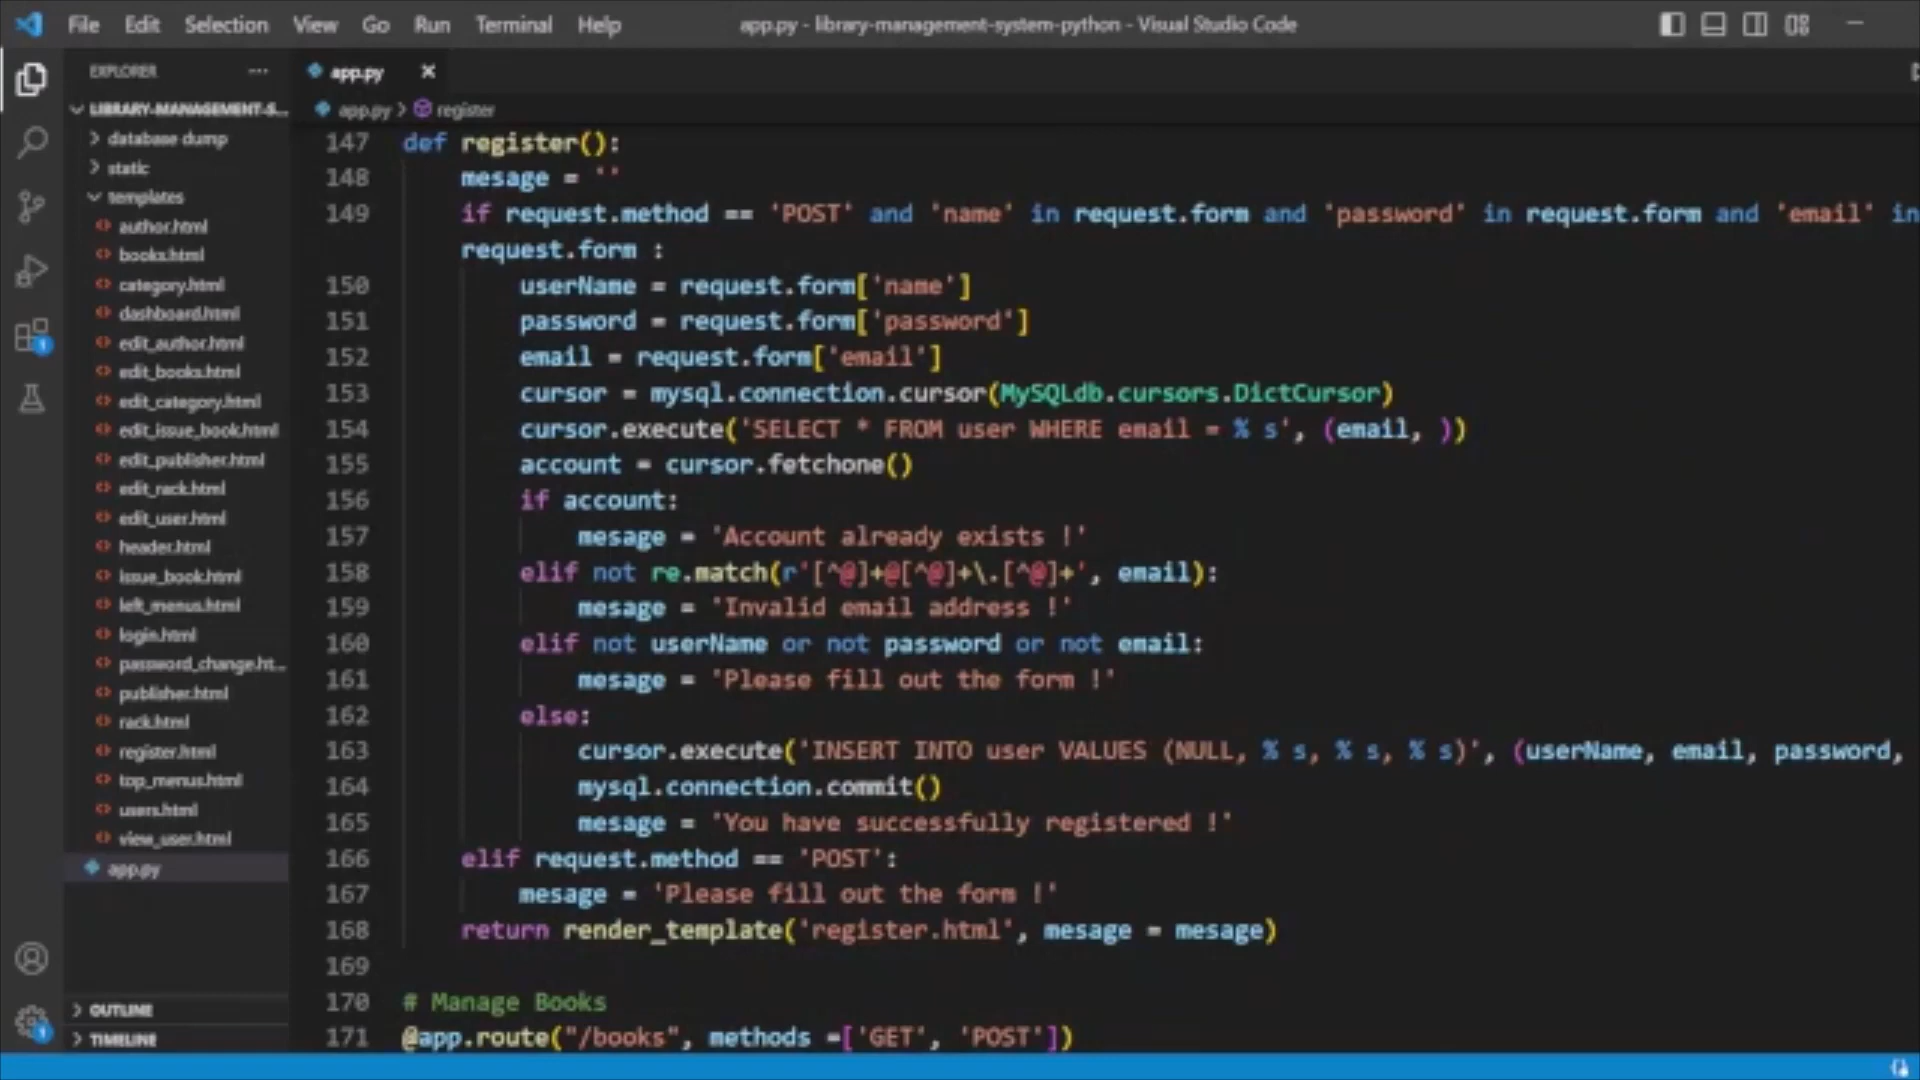 File Edit Selection View Go Run Terminal Help app.py - library-management-system-python - Visual Studio Code
EXPLORER ···
LIBRARY-MANAGEMENT-S...
database dump
static
templates
author.html
books.html
category.html
dashboard.html
edit_author.html
edit_books.html
edit_category.html
edit_issue_book.html
edit_publisher.html
edit_rack.html
edit_user.html
header.html
issue_book.html
left_menus.html
login.html
password_change.ht...
publisher.html
rack.html
register.html
top_menus.html
users.html
view_user.html
app.py
OUTLINE
TIMELINE
app.py
app.py > register
147 def register():
148 mesage = ''
149 if request.method == 'POST' and 'name' in request.form and 'password' in request.form and 'email' in
request.form :
150 userName = request.form['name']
151 password = request.form['password']
152 email = request.form['email']
153 cursor = mysql.connection.cursor(MySQLdb.cursors.DictCursor)
154 cursor.execute('SELECT * FROM user WHERE email = % s', (email, ))
155 account = cursor.fetchone()
156 if account:
157 mesage = 'Account already exists !'
158 elif not re.match(r'[^@]+@[^@]+\.[^@]+', email):
159 mesage = 'Invalid email address !'
160 elif not userName or not password or not email:
161 mesage = 'Please fill out the form !'
162 else:
163 cursor.execute('INSERT INTO user VALUES (NULL, % s, % s, % s)', (userName, email, password,
164 mysql.connection.commit()
165 mesage = 'You have successfully registered !'
166 elif request.method == 'POST':
167 mesage = 'Please fill out the form !'
168 return render_template('register.html', mesage = mesage)
169
170 # Manage Books
171 @app.route("/books", methods =['GET', 'POST'])